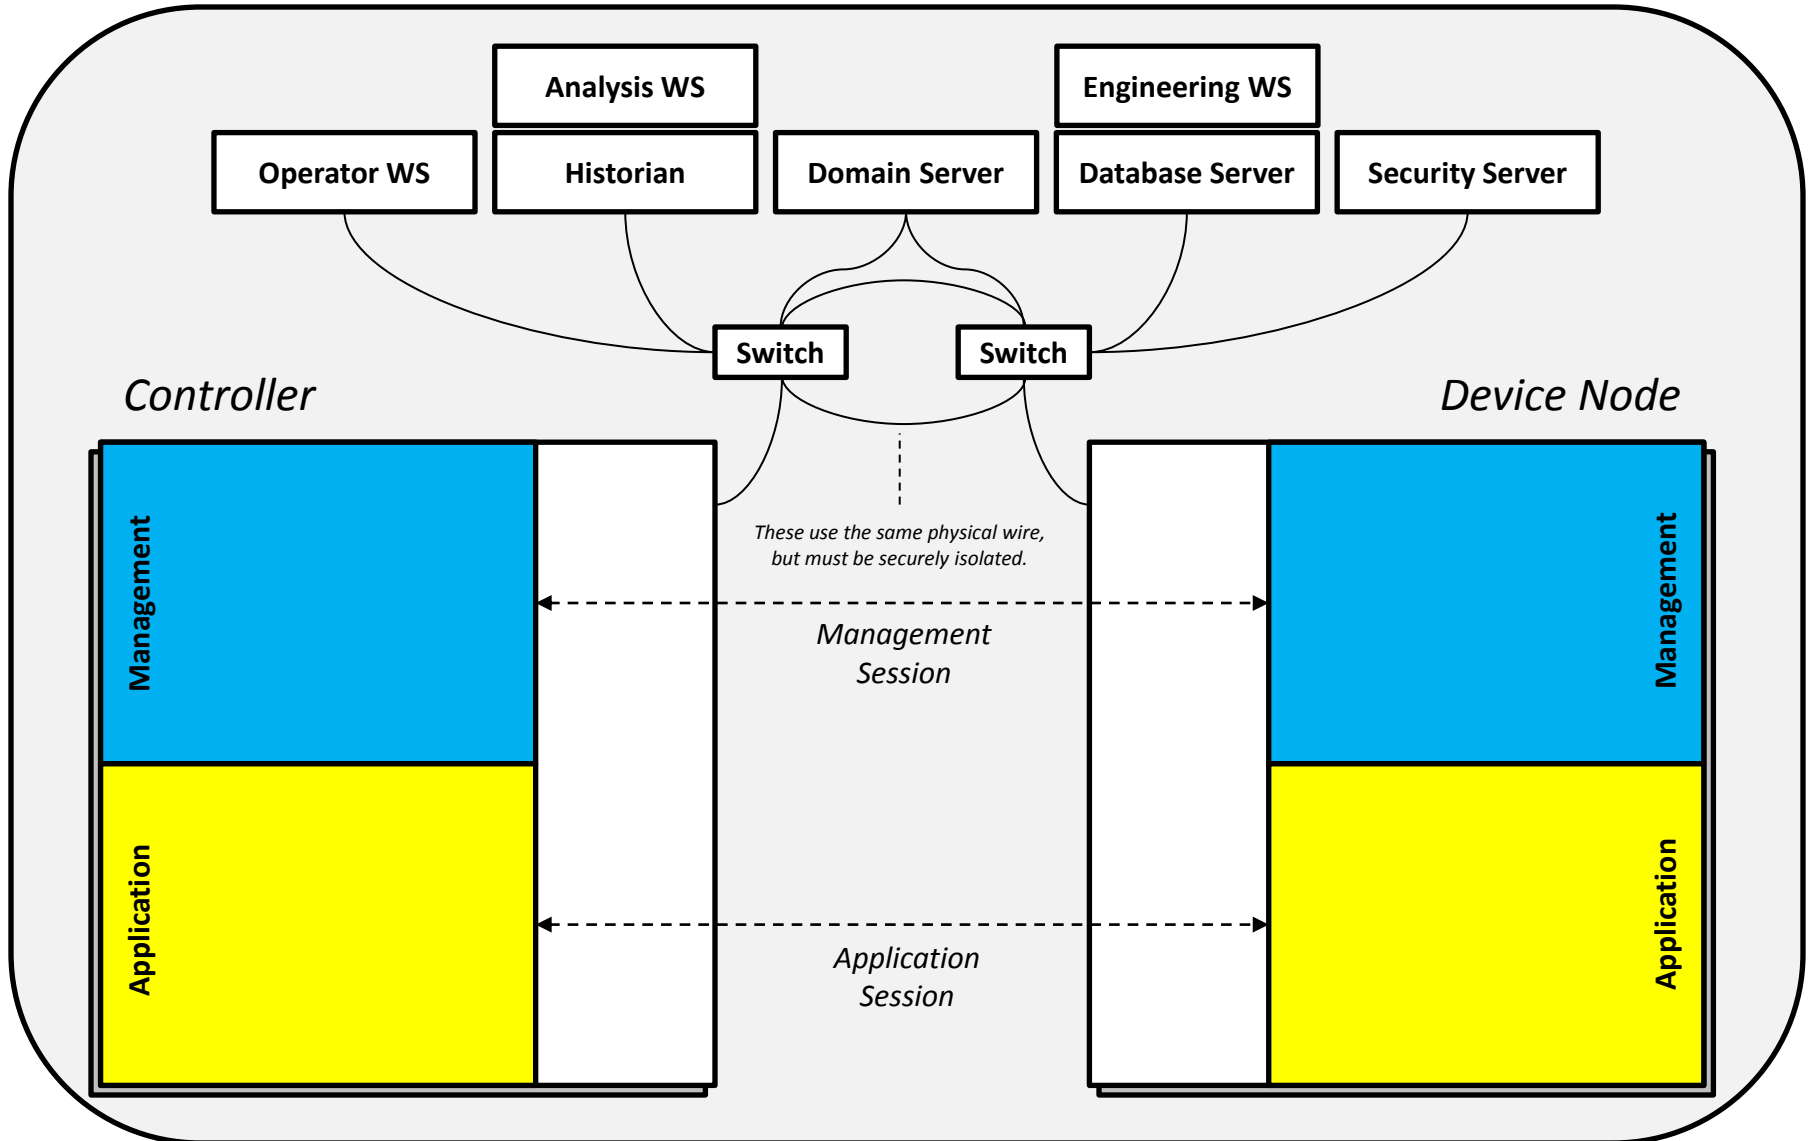 Analysis WS
Engineering WS
Operator WS
Historian
Domain Server
Database Server
Security Server
Switch
Switch
Controller
Device Node
These use the same physical wire,
but must be securely isolated.
Management
Management
Management
Session
Application
Application
Application
Session